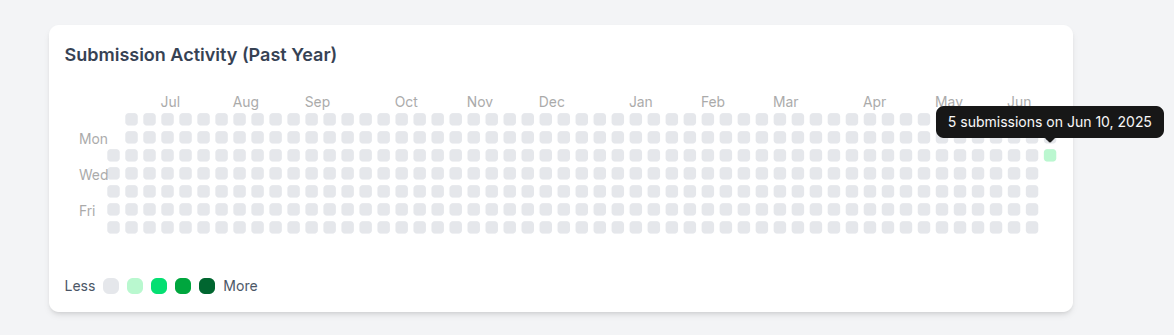 Submission Activity (Past Year)
Jul Aug Sep Oct Nov Dec Jan Feb Mar Apr May Jun
5 submissions on Jun 10, 2025
Mon
Wed
Fri
Less More